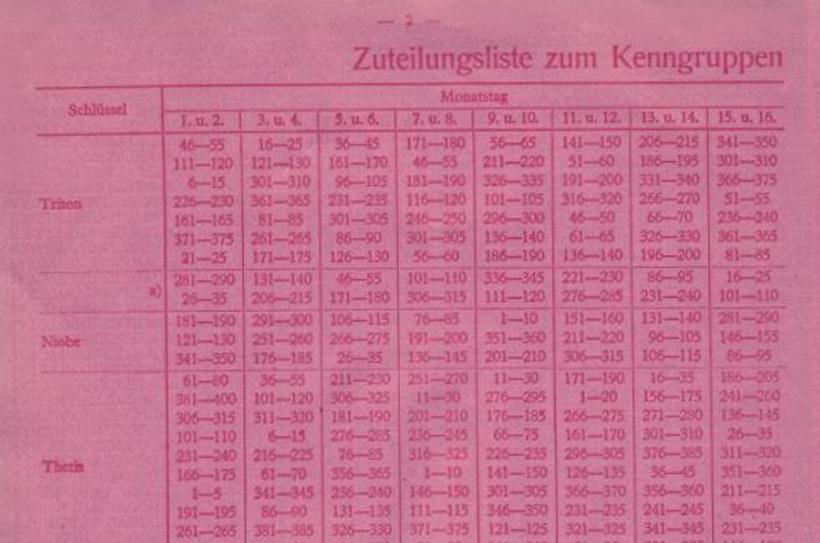 — 2 —
Zuteilungsliste zum Kenngruppen
Schlüssel Monatstag
1. u. 2. 3. u. 4. 5. u. 6. 7. u. 8. 9. u. 10. 11. u. 12. 13. u. 14. 15. u. 16.
46—55 16—25 36—45 171—180 56—65 141—150 206—215 341—350
111—120 121—130 161—170 46—55 211—220 51—60 186—195 301—310
6—15 301—310 96—105 181—190 326—335 191—200 331—340 366—375
Triton 226—230 361—365 231—235 116—120 101—105 316—320 266—270 51—55
161—165 81—85 301—305 246—250 296—300 46—50 66—70 236—240
371—375 261—265 86—90 301—305 136—140 61—65 326—330 361—365
21—25 171—175 126—130 56—60 186—190 136—140 196—200 81—85
281—290 131—140 46—55 101—110 336—345 221—230 86—95 16—25
a) 26—35 206—215 171—180 306—315 111—120 276—285 231—240 101—110
181—190 291—300 106—115 76—85 1—10 151—160 131—140 281—290
Niobe 121—130 251—260 266—275 191—200 351—360 211—220 96—105 146—155
341—350 176—185 26—35 136—145 201—210 306—315 106—115 86—95
61—80 36—55 211—230 251—270 11—30 171—190 16—35 186—205
381—400 101—120 306—325 11—30 276—295 1—20 156—175 241—260
306—315 311—320 181—190 201—210 176—185 266—275 271—280 136—145
101—110 6—15 276—285 236—245 66—75 161—170 301—310 26—35
231—240 216—225 76—85 316—325 226—235 296—305 376—385 311—320
Thetis 166—175 61—70 356—365 1—10 141—150 126—135 36—45 351—360
1—5 341—345 236—240 146—150 301—305 366—370 356—360 211—215
191—195 86—90 131—135 111—115 346—350 231—235 241—245 36—40
261—265 381—385 326—330 371—375 121—125 321—325 341—345 231—235